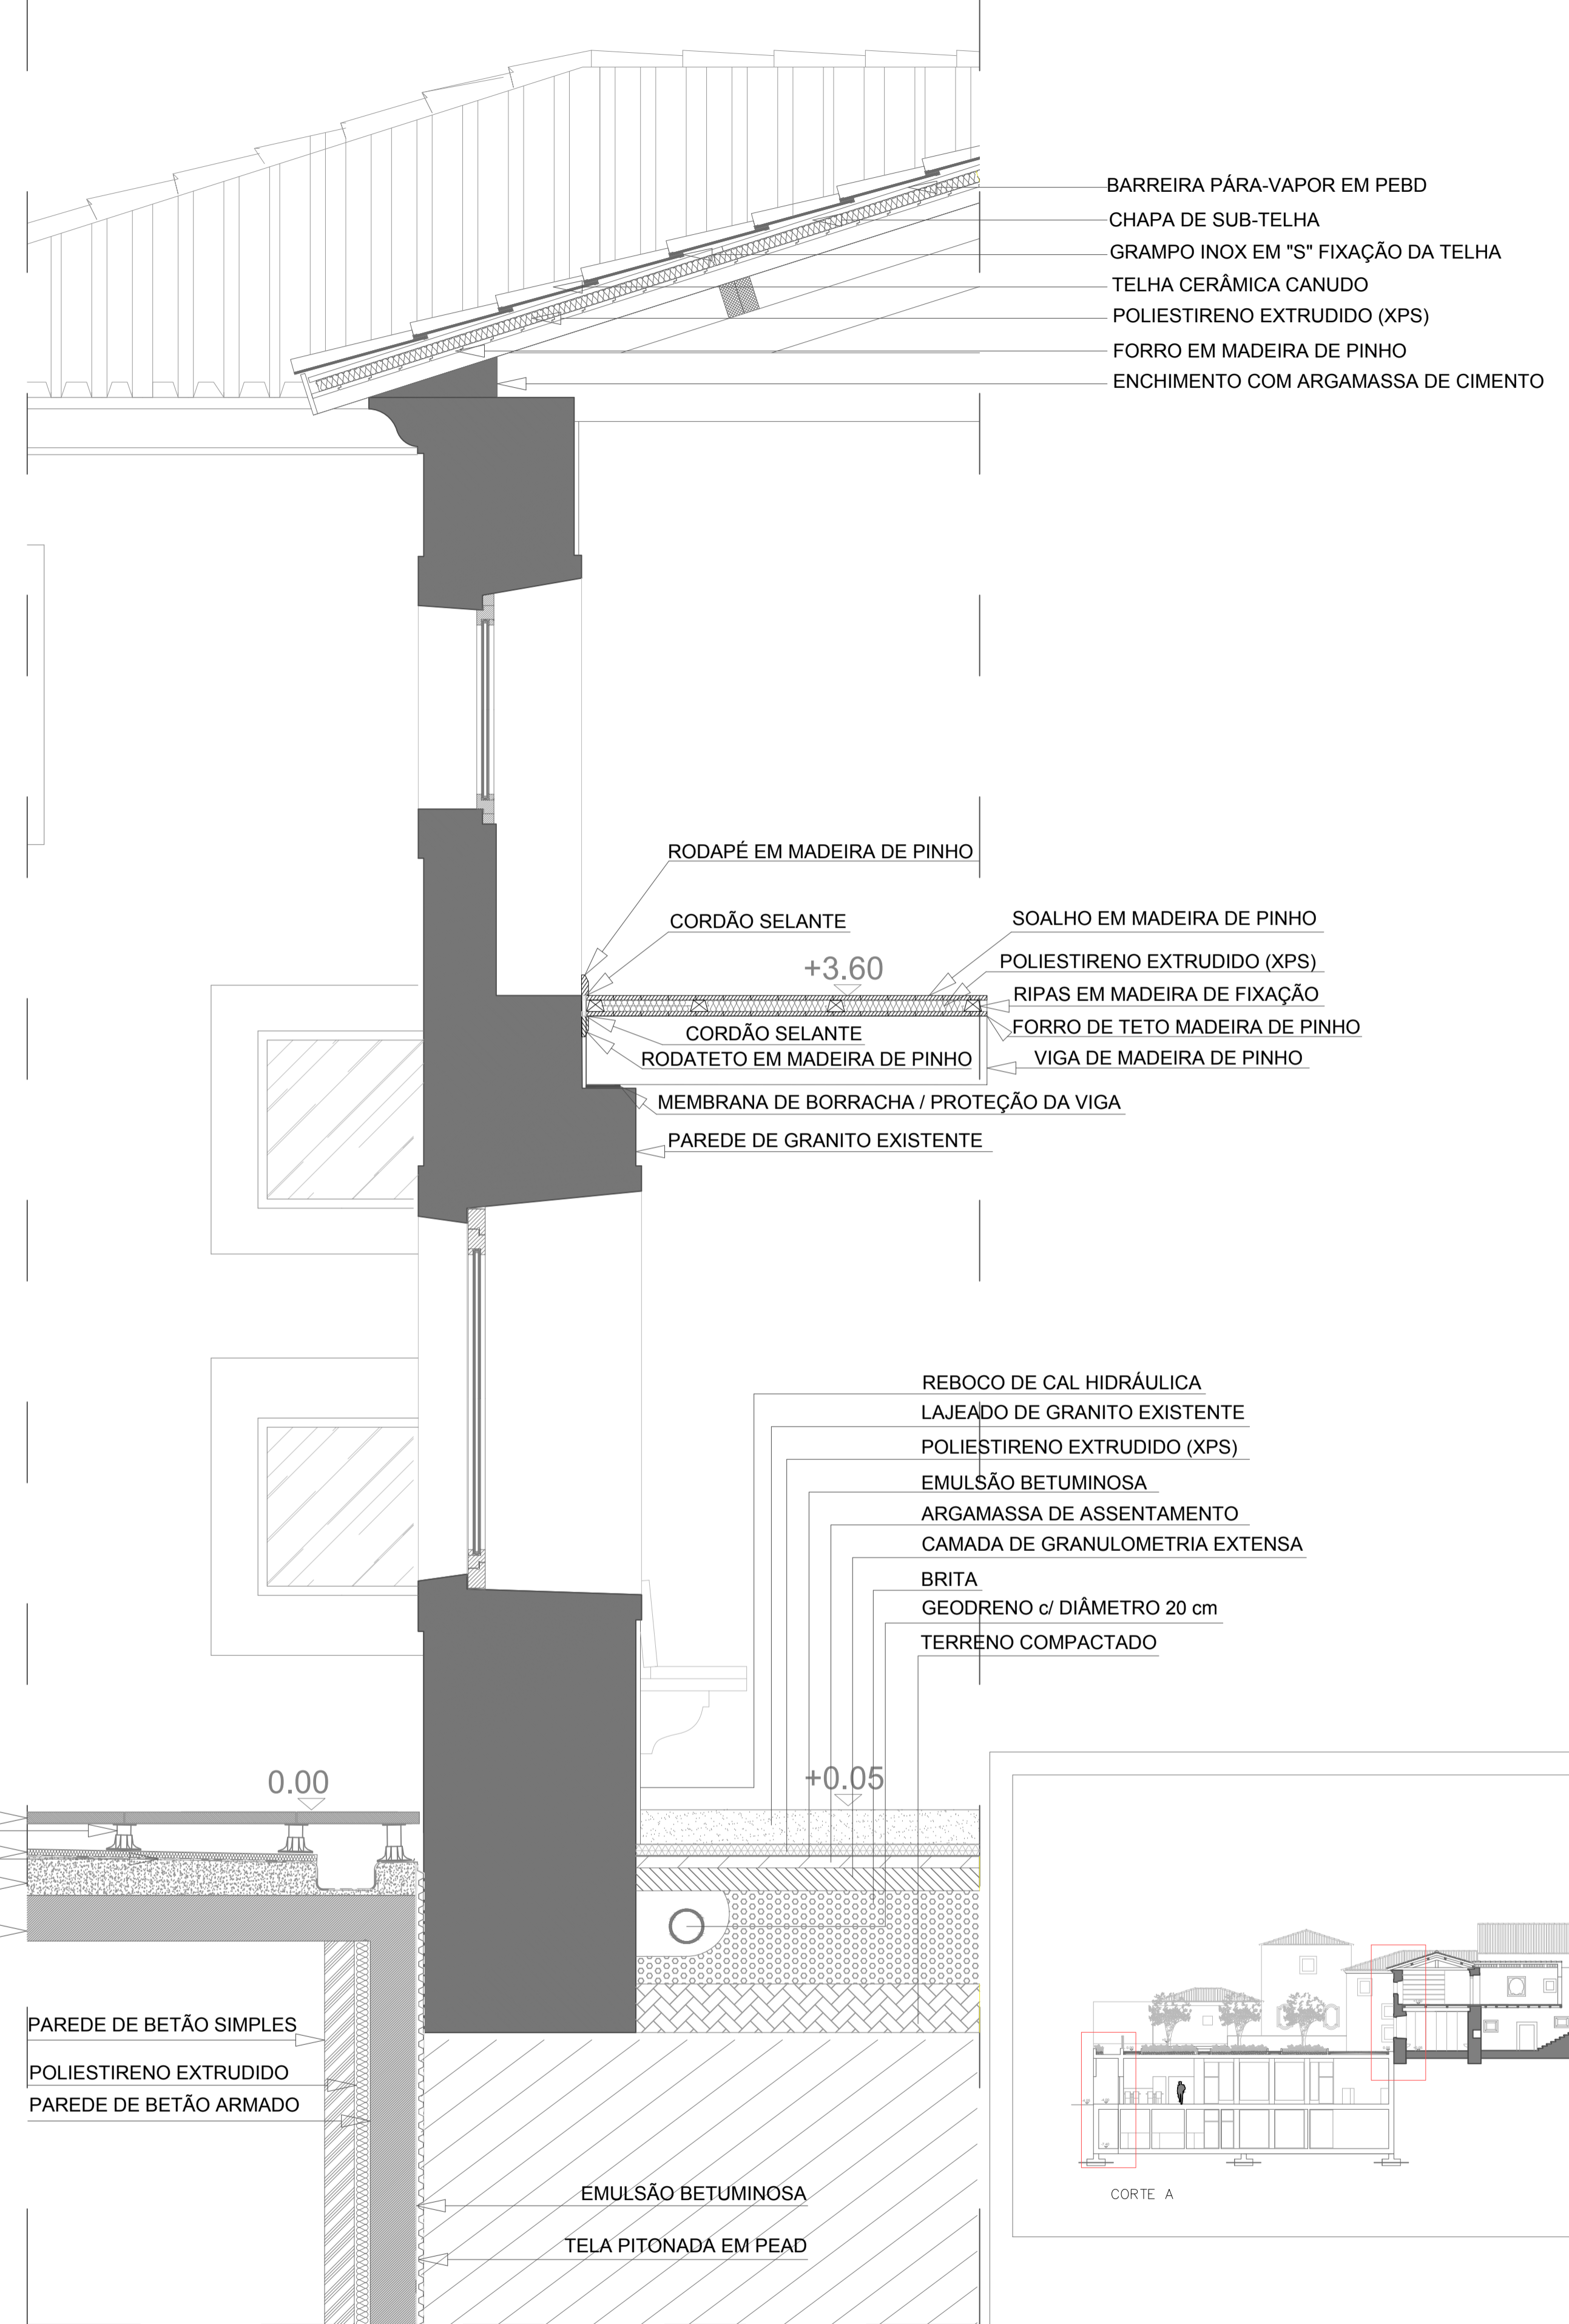 BARREIRA PÁRA-VAPOR EM PEBD
CHAPA DE SUB-TELHA
GRAMPO INOX EM "S" FIXAÇÃO DA TELHA
TELHA CERÂMICA CANUDO
POLIESTIRENO EXTRUDIDO (XPS)
FORRO EM MADEIRA DE PINHO
ENCHIMENTO COM ARGAMASSA DE CIMENTO
RODAPÉ EM MADEIRA DE PINHO
CORDÃO SELANTE
+3.60
SOALHO EM MADEIRA DE PINHO
POLIESTIRENO EXTRUDIDO (XPS)
RIPAS EM MADEIRA DE FIXAÇÃO
FORRO DE TETO MADEIRA DE PINHO
VIGA DE MADEIRA DE PINHO
CORDÃO SELANTE
RODATETO EM MADEIRA DE PINHO
MEMBRANA DE BORRACHA / PROTEÇÃO DA VIGA
PAREDE DE GRANITO EXISTENTE
REBOCO DE CAL HIDRÁULICA
LAJEADO DE GRANITO EXISTENTE
POLIESTIRENO EXTRUDIDO (XPS)
EMULSÃO BETUMINOSA
ARGAMASSA DE ASSENTAMENTO
CAMADA DE GRANULOMETRIA EXTENSA
BRITA
GEODRENO c/ DIÂMETRO 20 cm
TERRENO COMPACTADO
0.00
+0.05
PAREDE DE BETÃO SIMPLES
POLIESTIRENO EXTRUDIDO
PAREDE DE BETÃO ARMADO
EMULSÃO BETUMINOSA
TELA PITONADA EM PEAD
CORTE A